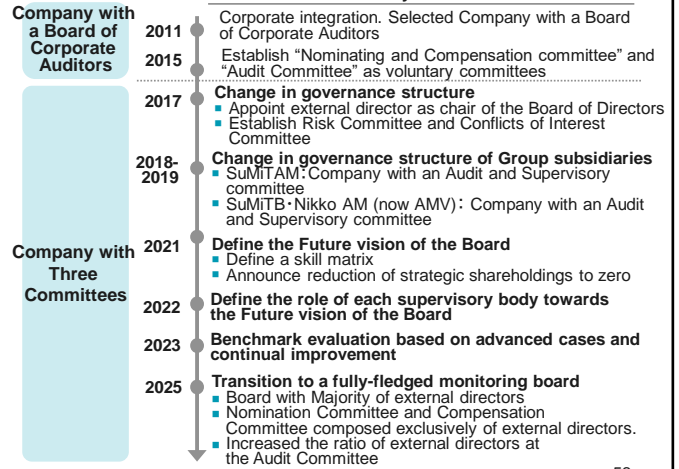 Company with
a Board of
Corporate
Auditors
2011
Corporate integration. Selected Company with a Board
of Corporate Auditors
2015
Establish “Nominating and Compensation committee” and
“Audit Committee” as voluntary committees
Company with
Three
Committees
2017
Change in governance structure
■ Appoint external director as chair of the Board of Directors
■ Establish Risk Committee and Conflicts of Interest
Committee
2018-
2019
Change in governance structure of Group subsidiaries
■ SuMiTAM：Company with an Audit and Supervisory
committee
■ SuMiTB・Nikko AM (now AMV)： Company with an Audit
and Supervisory committee
2021
Define the Future vision of the Board
■ Define a skill matrix
■ Announce reduction of strategic shareholdings to zero
2022
Define the role of each supervisory body towards
the Future vision of the Board
2023
Benchmark evaluation based on advanced cases and
continual improvement
2025
Transition to a fully-fledged monitoring board
■ Board with Majority of external directors
■ Nomination Committee and Compensation
Committee composed exclusively of external directors.
■ Increased the ratio of external directors at
the Audit Committee